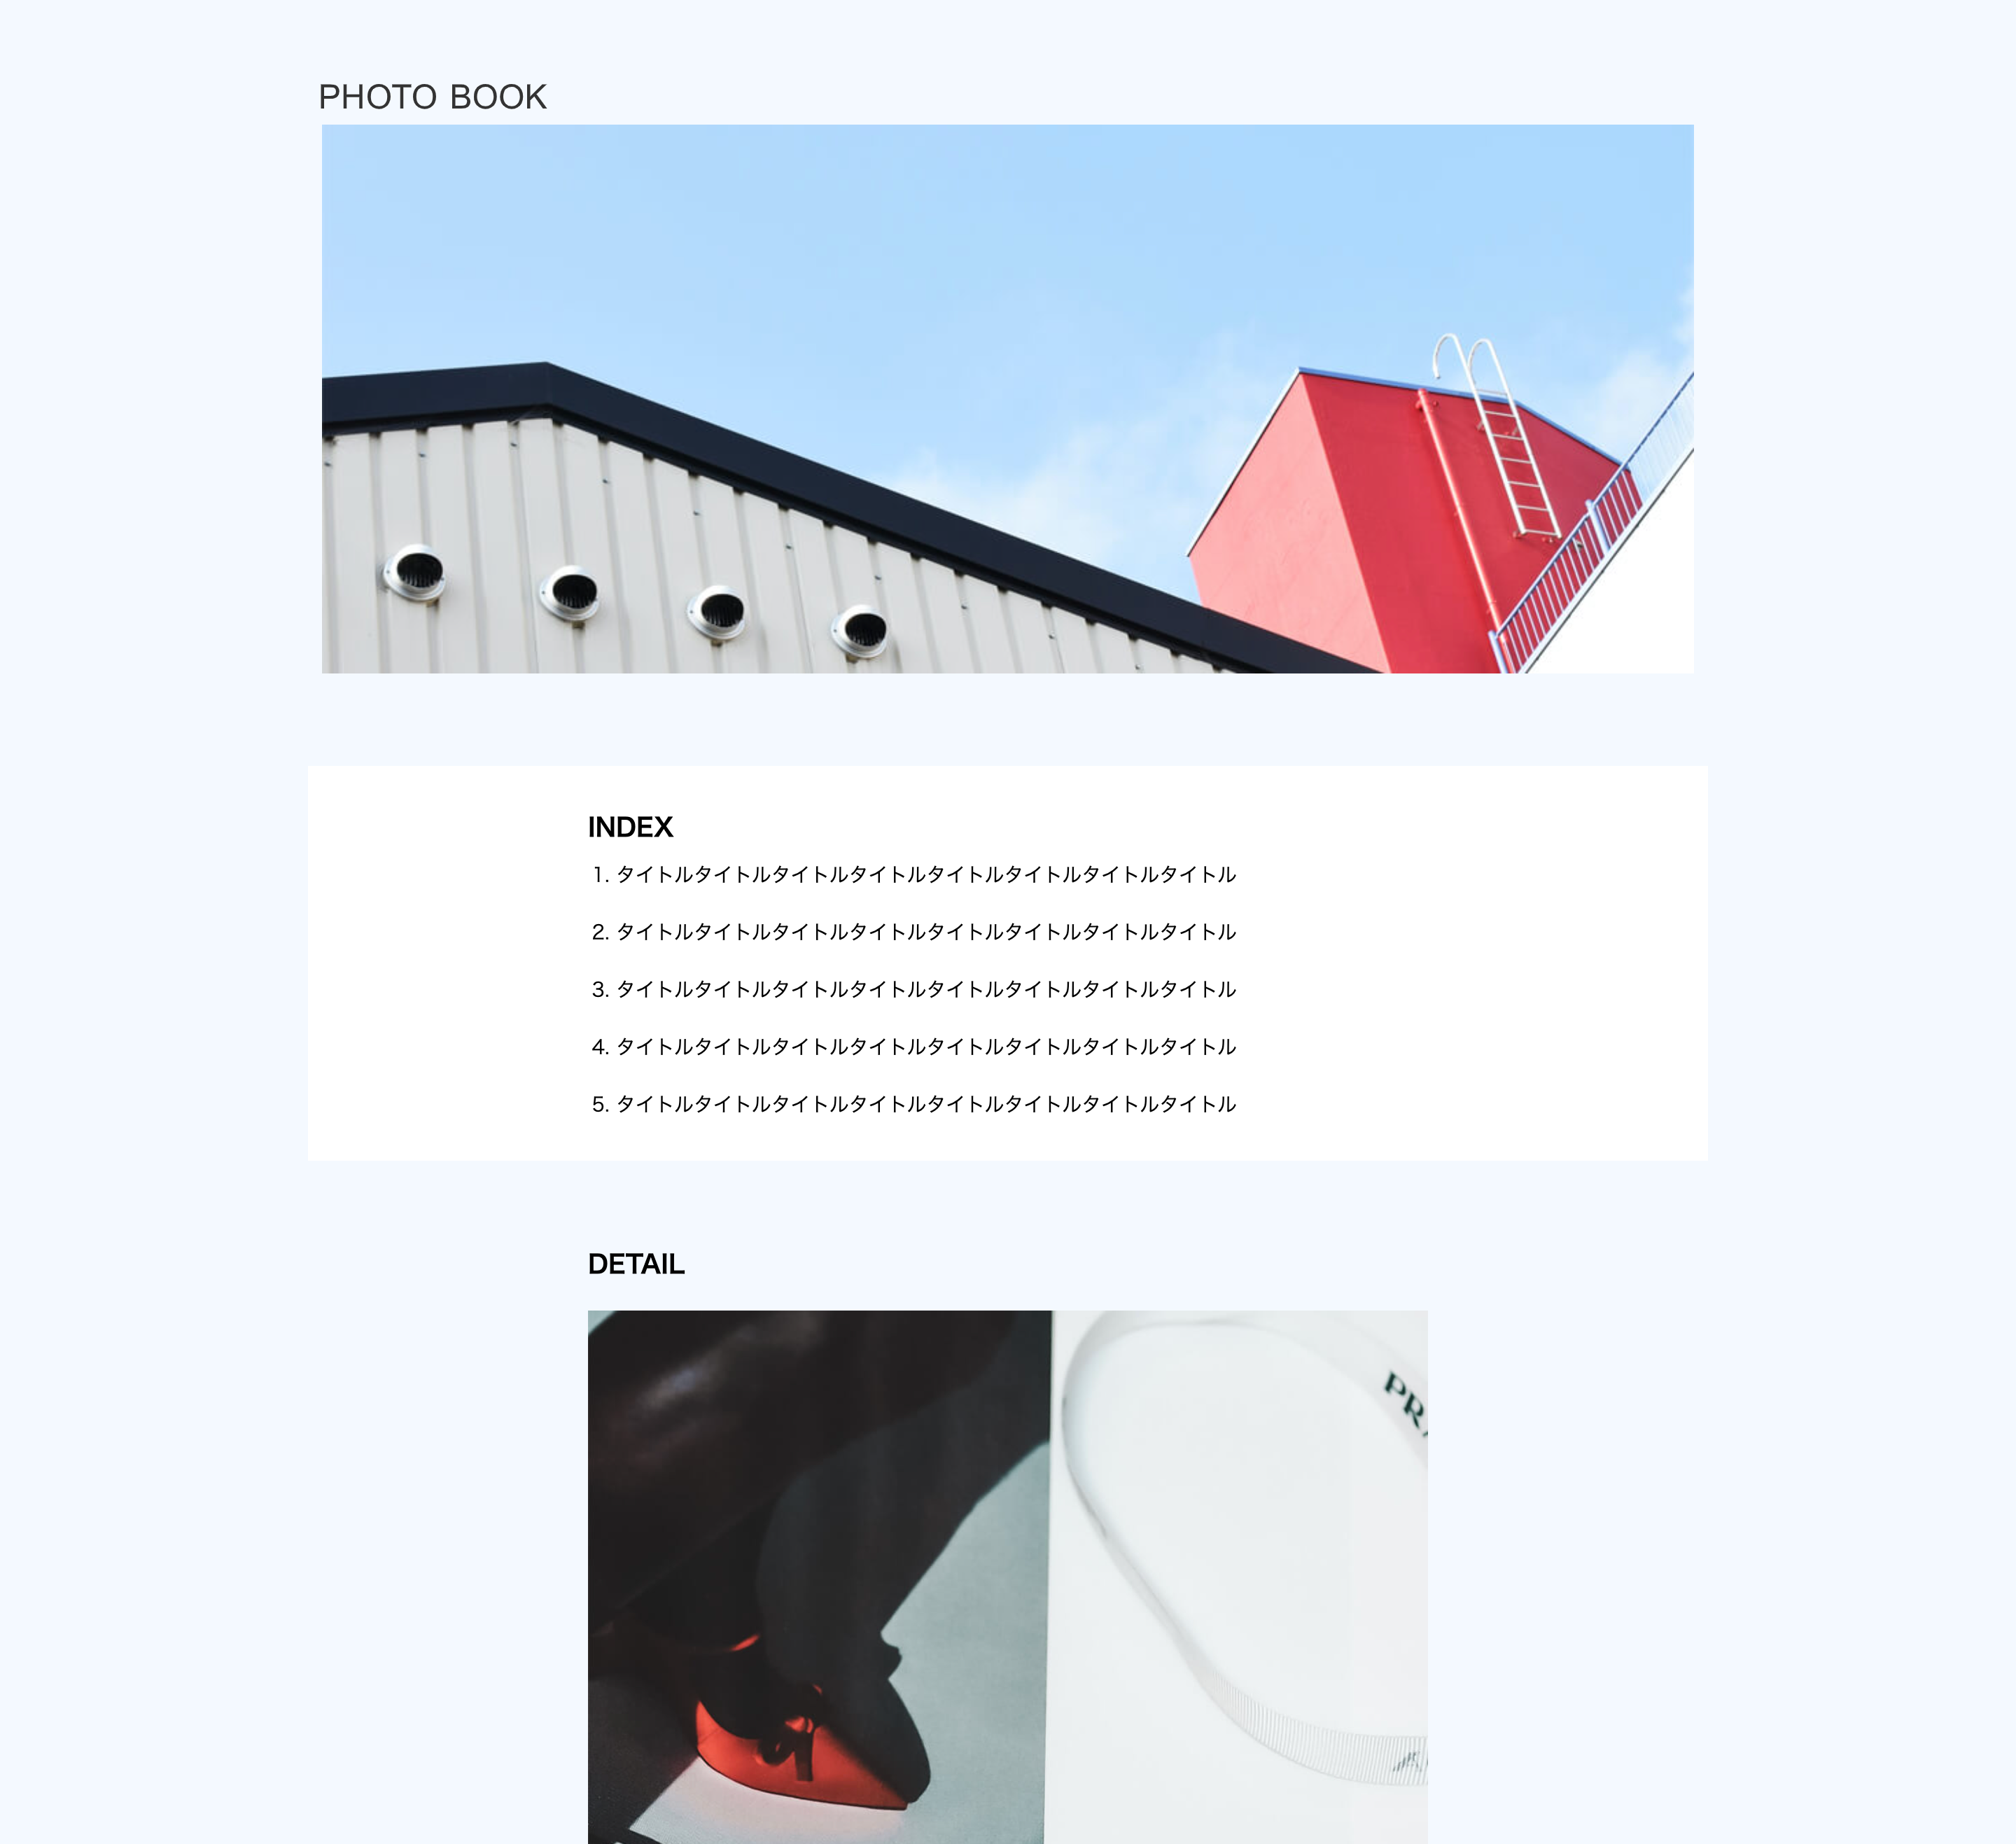 PHOTO BOOK
INDEX
1. タイトルタイトルタイトルタイトルタイトルタイトルタイトルタイトル
2. タイトルタイトルタイトルタイトルタイトルタイトルタイトルタイトル
3. タイトルタイトルタイトルタイトルタイトルタイトルタイトルタイトル
4. タイトルタイトルタイトルタイトルタイトルタイトルタイトルタイトル
5. タイトルタイトルタイトルタイトルタイトルタイトルタイトルタイトル
DETAIL